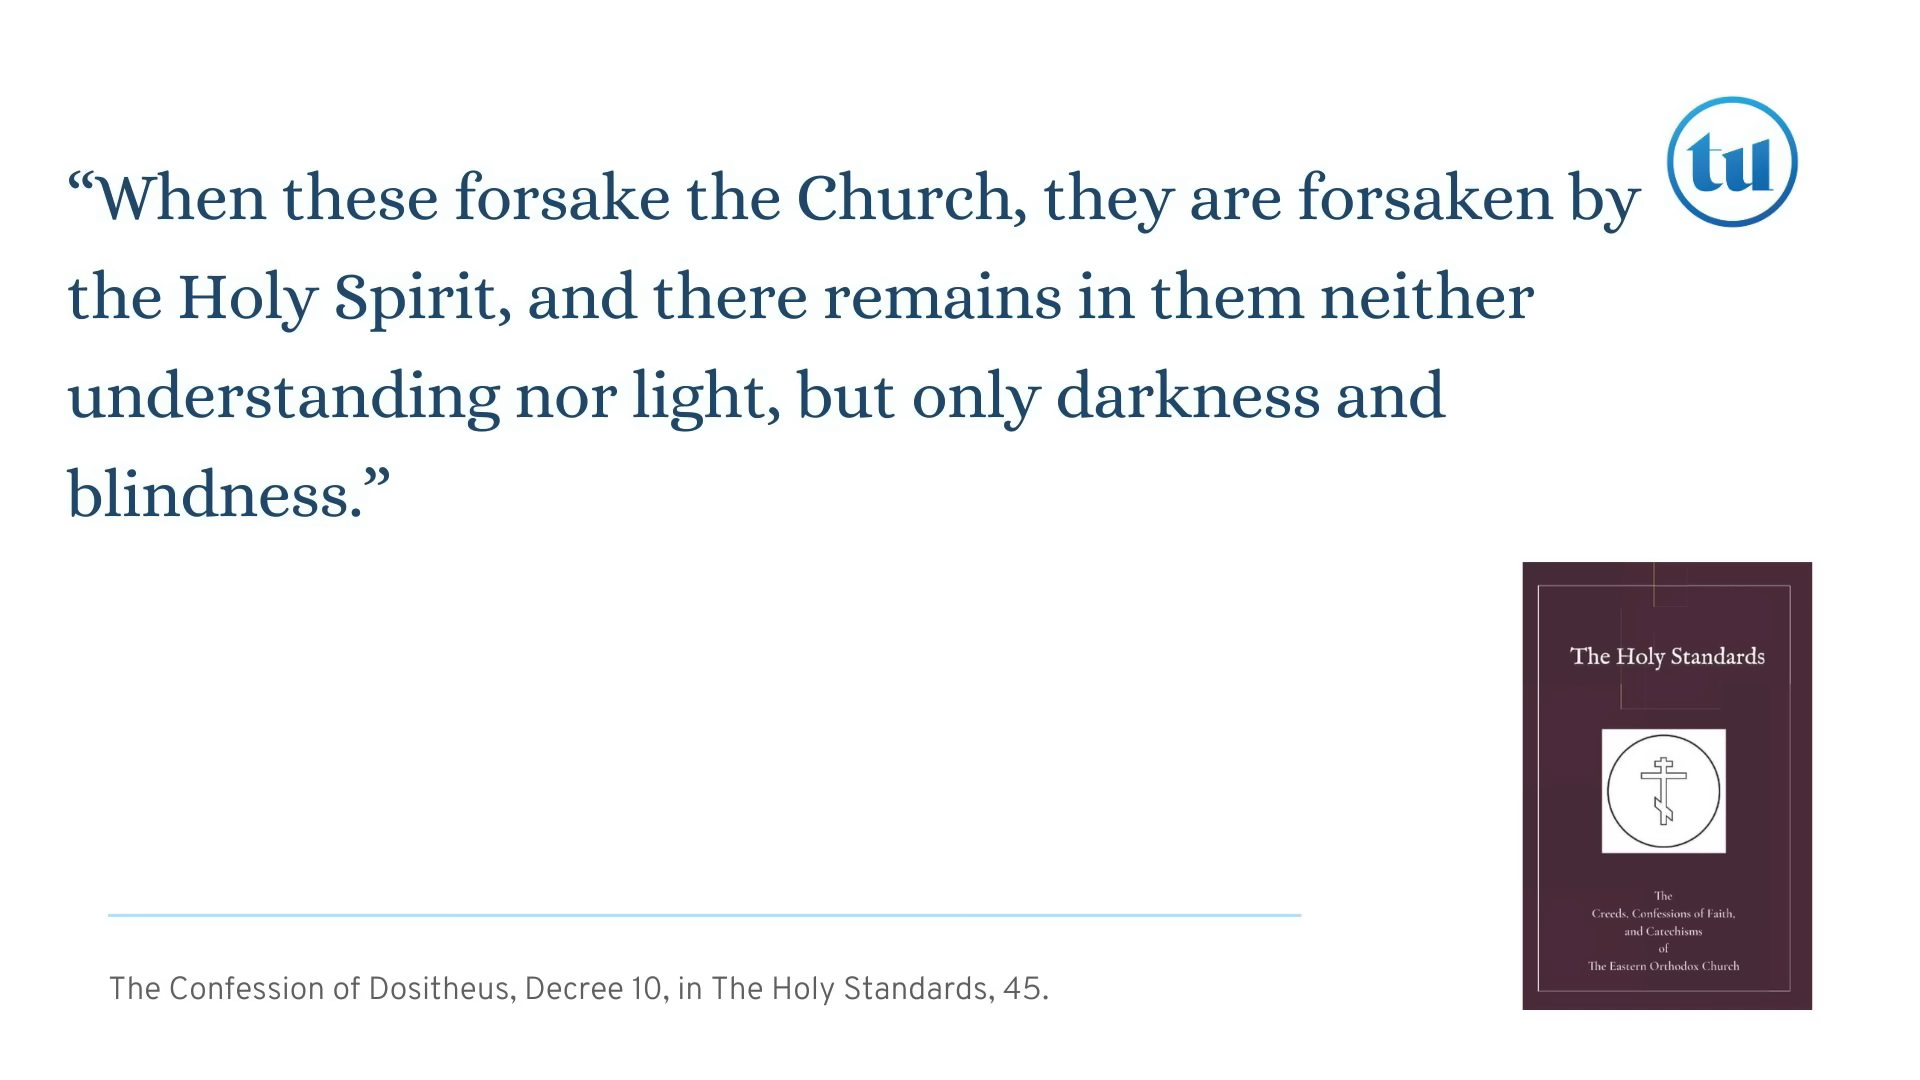 “When these forsake the Church, they are forsaken by
the Holy Spirit, and there remains in them neither
understanding nor light, but only darkness and
blindness.”
tu
The Holy Standards
The
Creeds, Confessions of Faith,
and Catechisms
of
The Eastern Orthodox Church
The Confession of Dositheus, Decree 10, in The Holy Standards, 45.